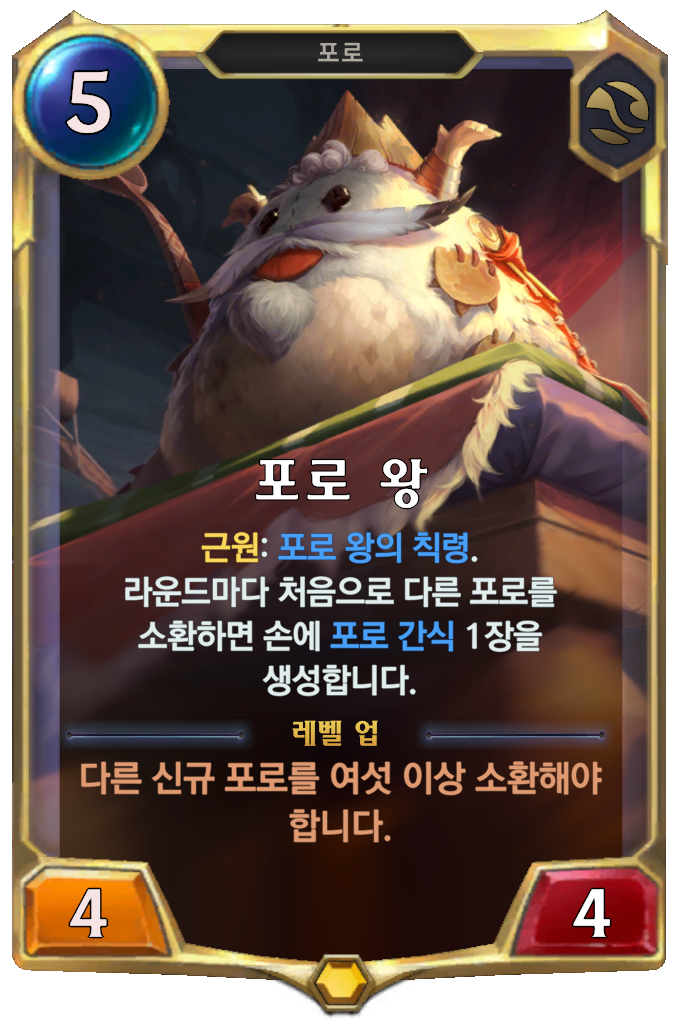 포로
5
포로 왕
근원: 포로 왕의 칙령.
라운드마다 처음으로 다른 포로를
소환하면 손에 포로 간식 1장을
생성합니다.
레벨 업
다른 신규 포로를 여섯 이상 소환해야
합니다.
4
4